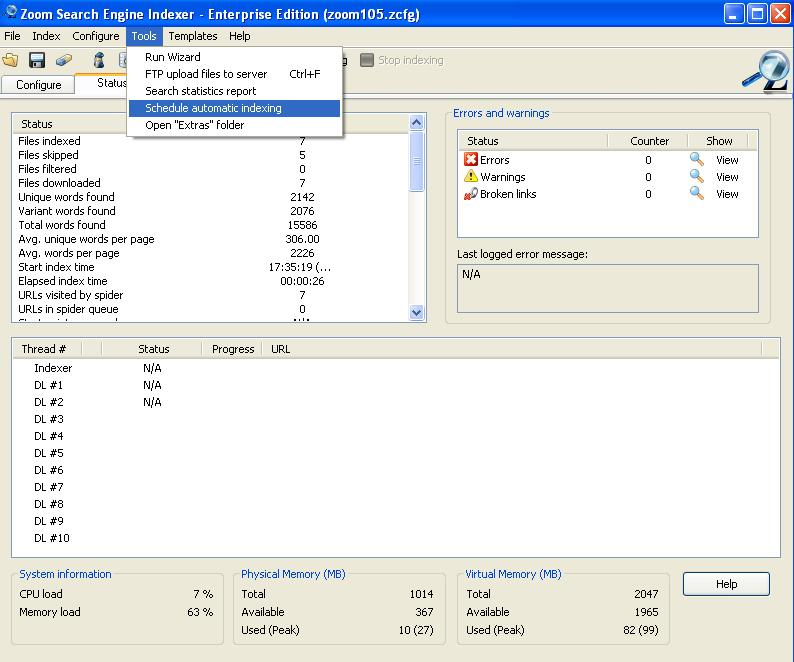 Zoom Search Engine Indexer - Enterprise Edition (zoom105.zcfg)
File Index Configure Tools Templates Help
Run Wizard
FTP upload files to server Ctrl+F
Search statistics report
Schedule automatic indexing
Open "Extras" folder
Stop indexing
Configure Status
Status
Files indexed 7
Files skipped 5
Files filtered 0
Files downloaded 7
Unique words found 2142
Variant words found 2076
Total words found 15586
Avg. unique words per page 306.00
Avg. words per page 2226
Start index time 17:35:19 (...
Elapsed index time 00:00:26
URLs visited by spider 7
URLs in spider queue 0
Errors and warnings
Status Counter Show
Errors 0 View
Warnings 0 View
Broken links 0 View
Last logged error message:
N/A
Thread # Status Progress URL
Indexer N/A
DL #1 N/A
DL #2 N/A
DL #3
DL #4
DL #5
DL #6
DL #7
DL #8
DL #9
DL #10
System information
CPU load 7 %
Memory load 63 %
Physical Memory (MB)
Total 1014
Available 367
Used (Peak) 10 (27)
Virtual Memory (MB)
Total 2047
Available 1965
Used (Peak) 82 (99)
Help